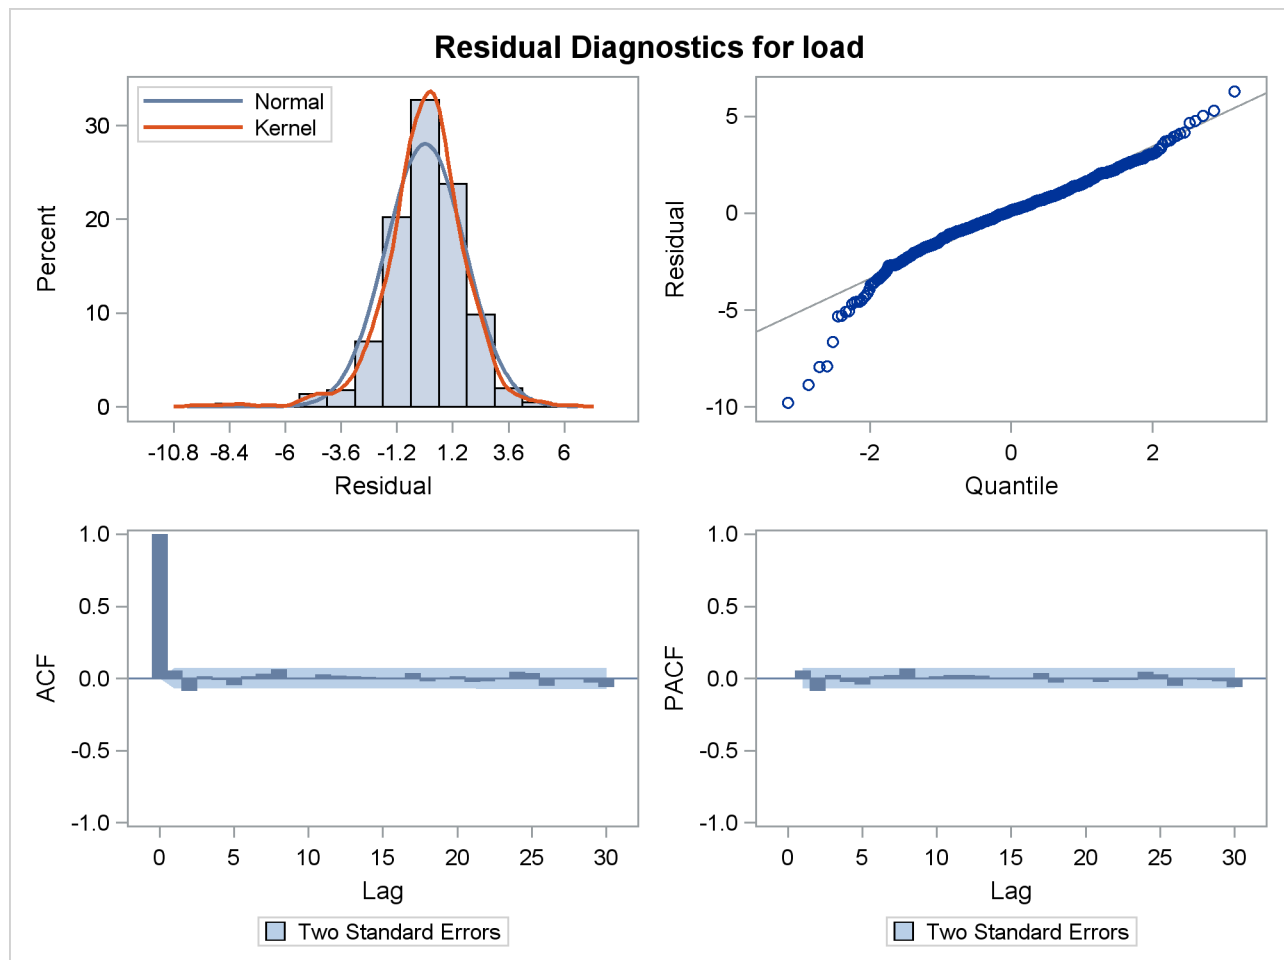 Residual Diagnostics for load
Normal
Kernel
Percent
30
20
10
0
-10.8 -8.4 -6 -3.6 -1.2 1.2 3.6 6
Residual
Residual
5
0
-5
-10
-2 0 2
Quantile
ACF
1.0
0.5
0.0
-0.5
-1.0
0 5 10 15 20 25 30
Lag
Two Standard Errors
PACF
1.0
0.5
0.0
-0.5
-1.0
0 5 10 15 20 25 30
Lag
Two Standard Errors